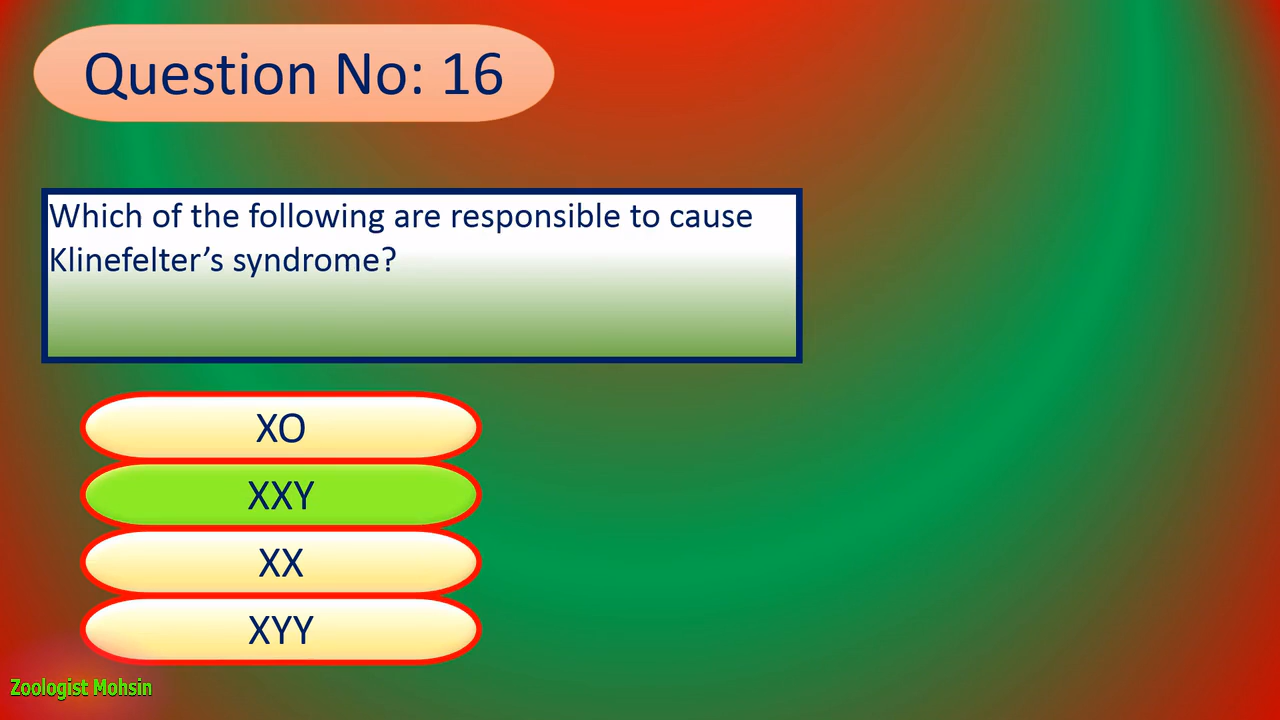 Question No: 16
Which of the following are responsible to cause
Klinefelter’s syndrome?
XO
XXY
XX
XYY
Zoologist Mohsin